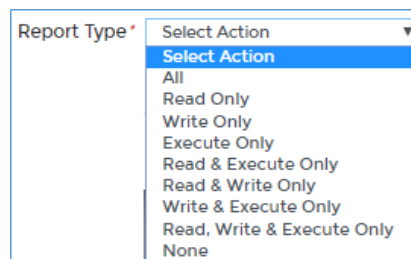 Report Type* Select Action
Select Action
All
Read Only
Write Only
Execute Only
Read & Execute Only
Read & Write Only
Write & Execute Only
Read, Write & Execute Only
None